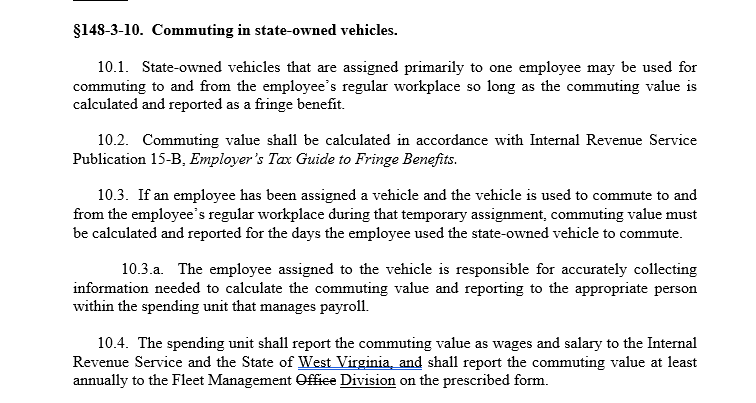 §148-3-10. Commuting in state-owned vehicles.
10.1. State-owned vehicles that are assigned primarily to one employee may be used for
commuting to and from the employee's regular workplace so long as the commuting value is
calculated and reported as a fringe benefit.
10.2. Commuting value shall be calculated in accordance with Internal Revenue Service
Publication 15-B, Employer's Tax Guide to Fringe Benefits.
10.3. If an employee has been assigned a vehicle and the vehicle is used to commute to and
from the employee's regular workplace during that temporary assignment, commuting value must
be calculated and reported for the days the employee used the state-owned vehicle to commute.
10.3.a. The employee assigned to the vehicle is responsible for accurately collecting
information needed to calculate the commuting value and reporting to the appropriate person
within the spending unit that manages payroll.
10.4. The spending unit shall report the commuting value as wages and salary to the Internal
Revenue Service and the State of West Virginia, and shall report the commuting value at least
annually to the Fleet Management Office Division on the prescribed form.